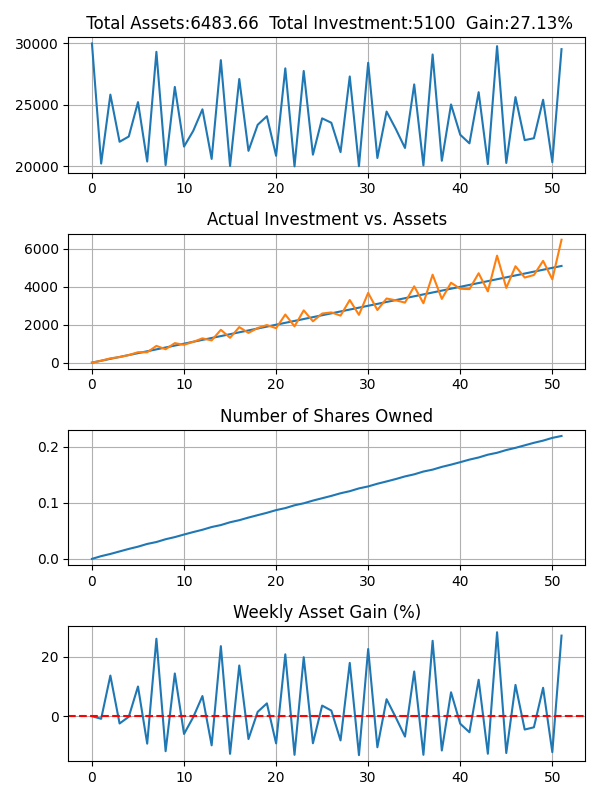 Total Assets:6483.66  Total Investment:5100  Gain:27.13%
30000
25000
20000
0 10 20 30 40 50
Actual Investment vs. Assets
6000
4000
2000
0
0 10 20 30 40 50
Number of Shares Owned
0.2
0.1
0.0
0 10 20 30 40 50
Weekly Asset Gain (%)
20
0
0 10 20 30 40 50